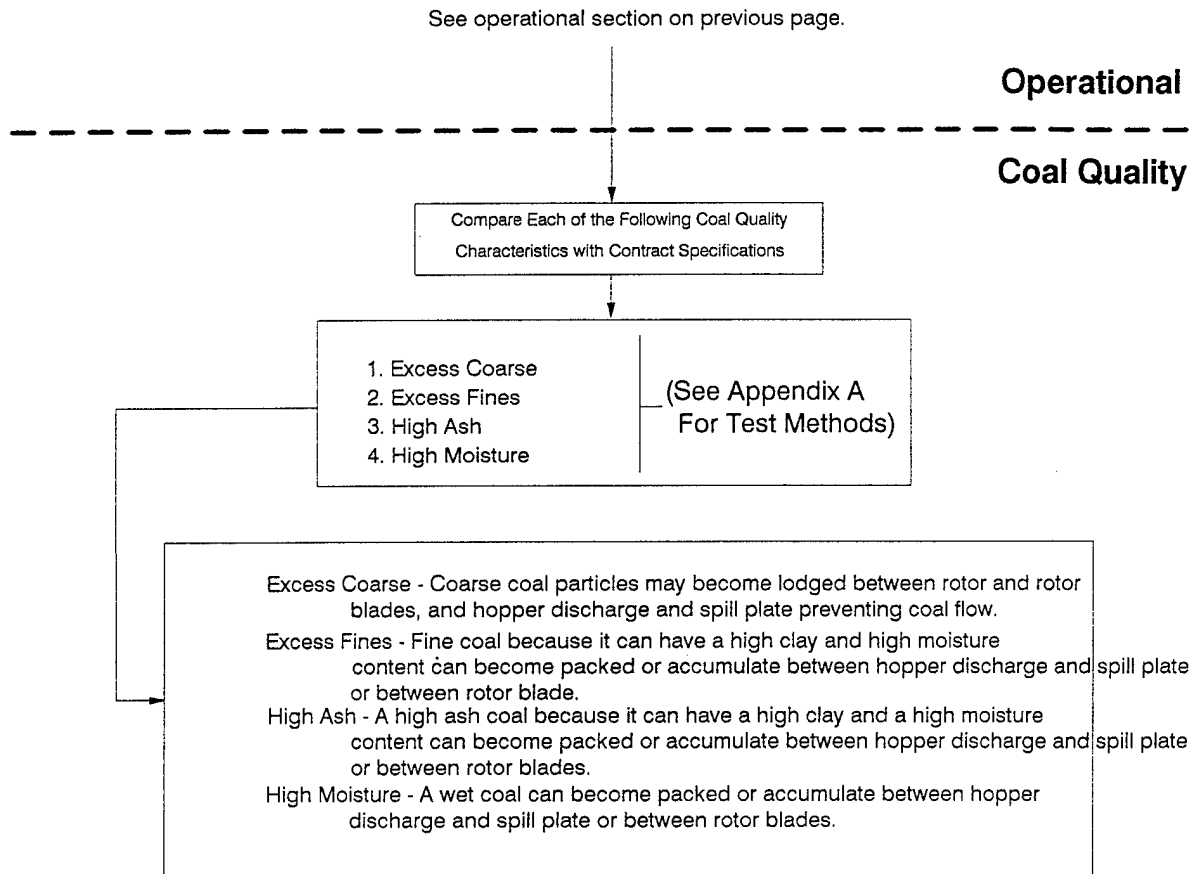 See operational section on previous page.
Operational
Coal Quality
Compare Each of the Following Coal Quality
Characteristics with Contract Specifications
1. Excess Coarse
2. Excess Fines
3. High Ash
4. High Moisture
(See Appendix A
For Test Methods)
Excess Coarse - Coarse coal particles may become lodged between rotor and rotor
blades, and hopper discharge and spill plate preventing coal flow.
Excess Fines - Fine coal because it can have a high clay and high moisture
content can become packed or accumulate between hopper discharge and spill plate
or between rotor blade.
High Ash - A high ash coal because it can have a high clay and a high moisture
content can become packed or accumulate between hopper discharge and spill plate
or between rotor blades.
High Moisture - A wet coal can become packed or accumulate between hopper
discharge and spill plate or between rotor blades.